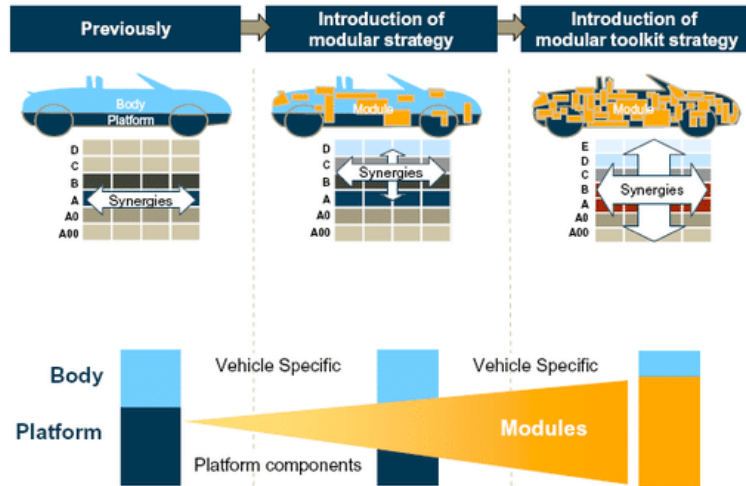 Previously
Introduction of
modular strategy
Introduction of
modular toolkit strategy
Body
Platform
Module
Module
D
C
B
A
A0
A00
Synergies
D
C
B
A
A0
A00
Synergies
E
D
C
B
A
A0
A00
Synergies
Body
Platform
Vehicle Specific
Vehicle Specific
Modules
Platform components